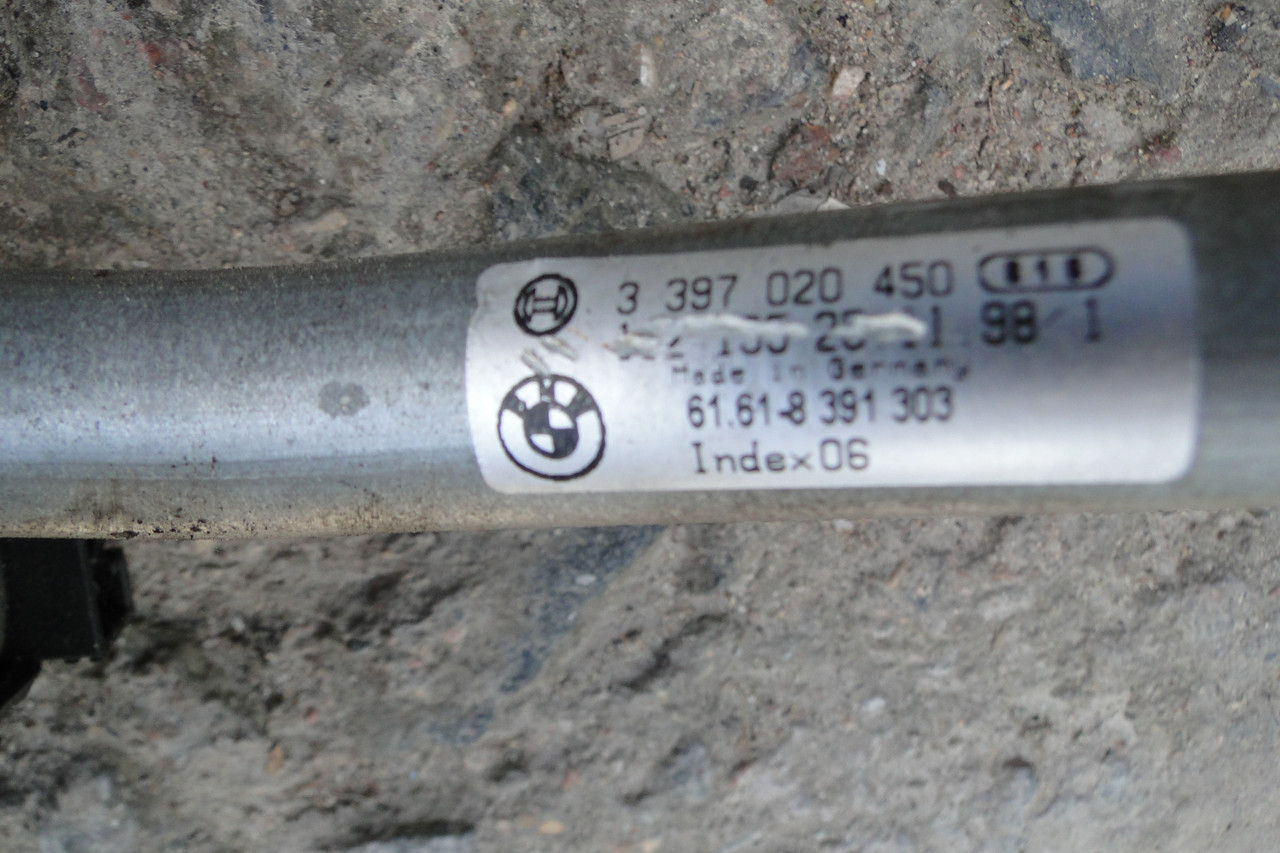 3 397 020 450
98 1
Made in Germany
61.61-8 391 303
Index 06